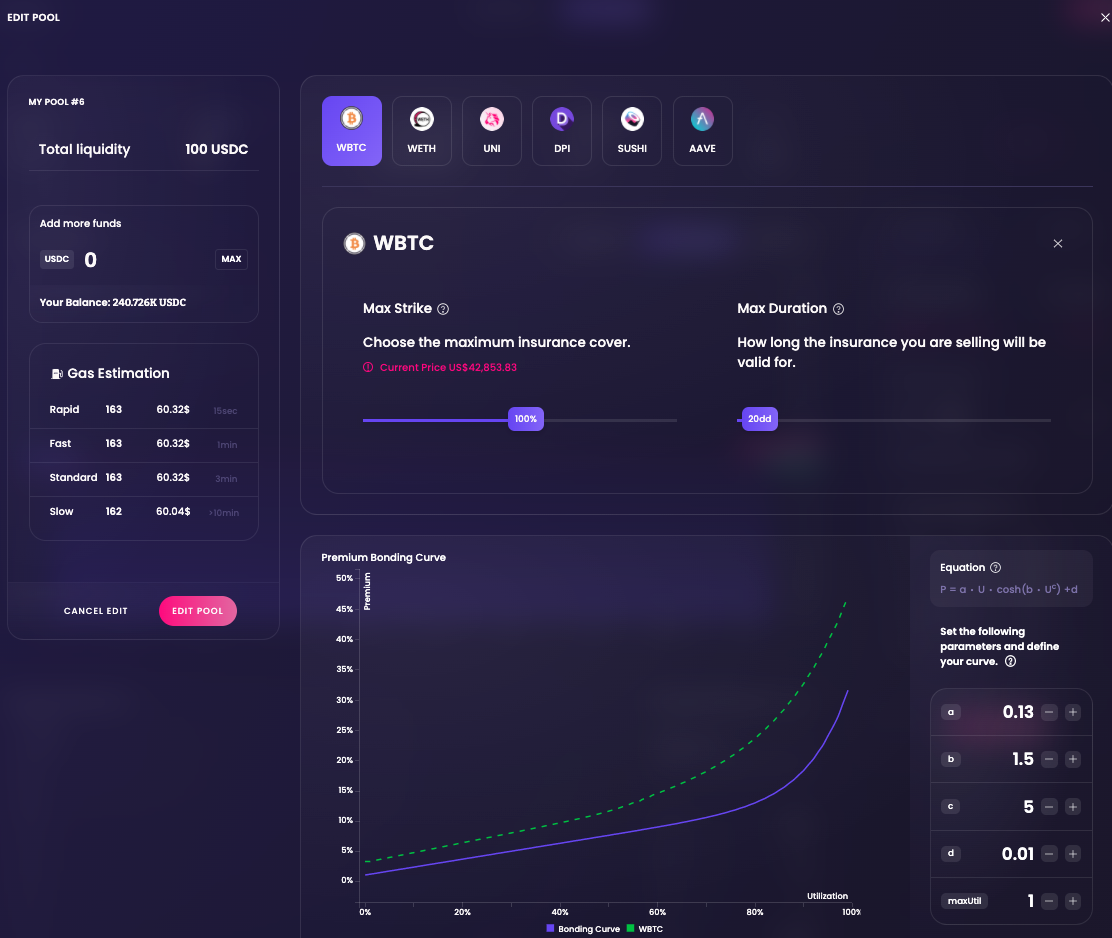 EDIT POOL
MY POOL #6
Total liquidity 100 USDC
Add more funds
USDC 0 MAX
Your Balance: 240.726K USDC
Gas Estimation
Rapid 163 60.32$ 15sec
Fast 163 60.32$ 1min
Standard 163 60.32$ 3min
Slow 162 60.04$ >10min
CANCEL EDIT EDIT POOL
WBTC WETH UNI DPI SUSHI AAVE
WBTC
Max Strike
Choose the maximum insurance cover.
Current Price US$42,853.83
100%
Max Duration
How long the insurance you are selling will be
valid for.
20dd
Premium Bonding Curve
Premium
50%
45%
40%
35%
30%
25%
20%
15%
10%
5%
0%
Utilization
0% 20% 40% 60% 80% 100%
Bonding Curve WBTC
Equation
P = a · U · cosh(b · U^c) +d
Set the following
parameters and define
your curve.
a 0.13 − +
b 1.5 − +
c 5 − +
d 0.01 − +
maxUtil 1 − +